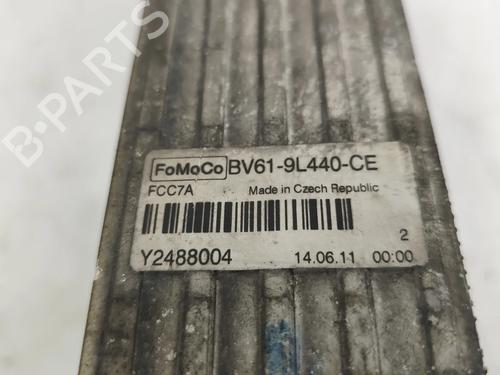 FoMoCo BV61-9L440-CE
FCC7A Made in Czech Republic
2
Y2488004 14.06.11 00:00
B-PARTS